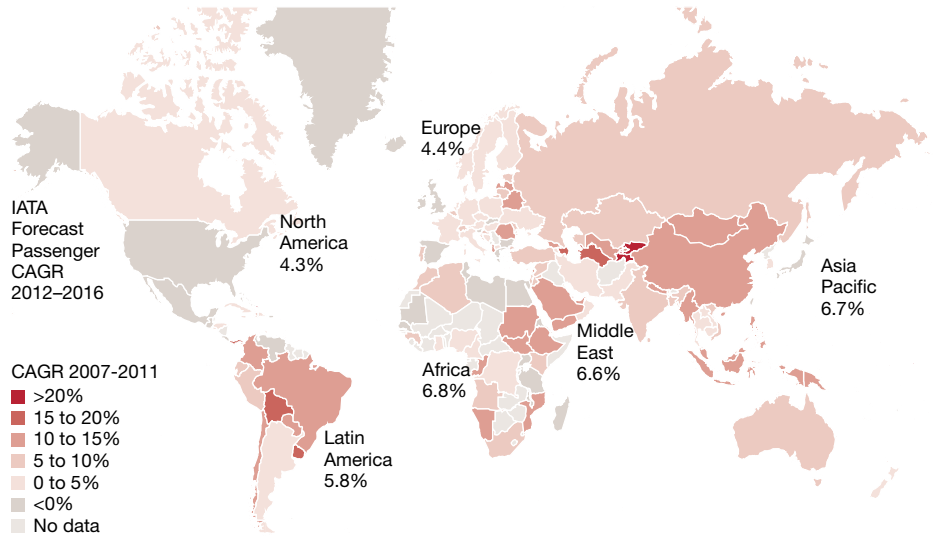 Europe
4.4%
IATA
Forecast
Passenger
CAGR
2012–2016
North
America
4.3%
Asia
Pacific
6.7%
Middle
East
6.6%
Africa
6.8%
Latin
America
5.8%
CAGR 2007-2011
>20%
15 to 20%
10 to 15%
5 to 10%
0 to 5%
<0%
No data